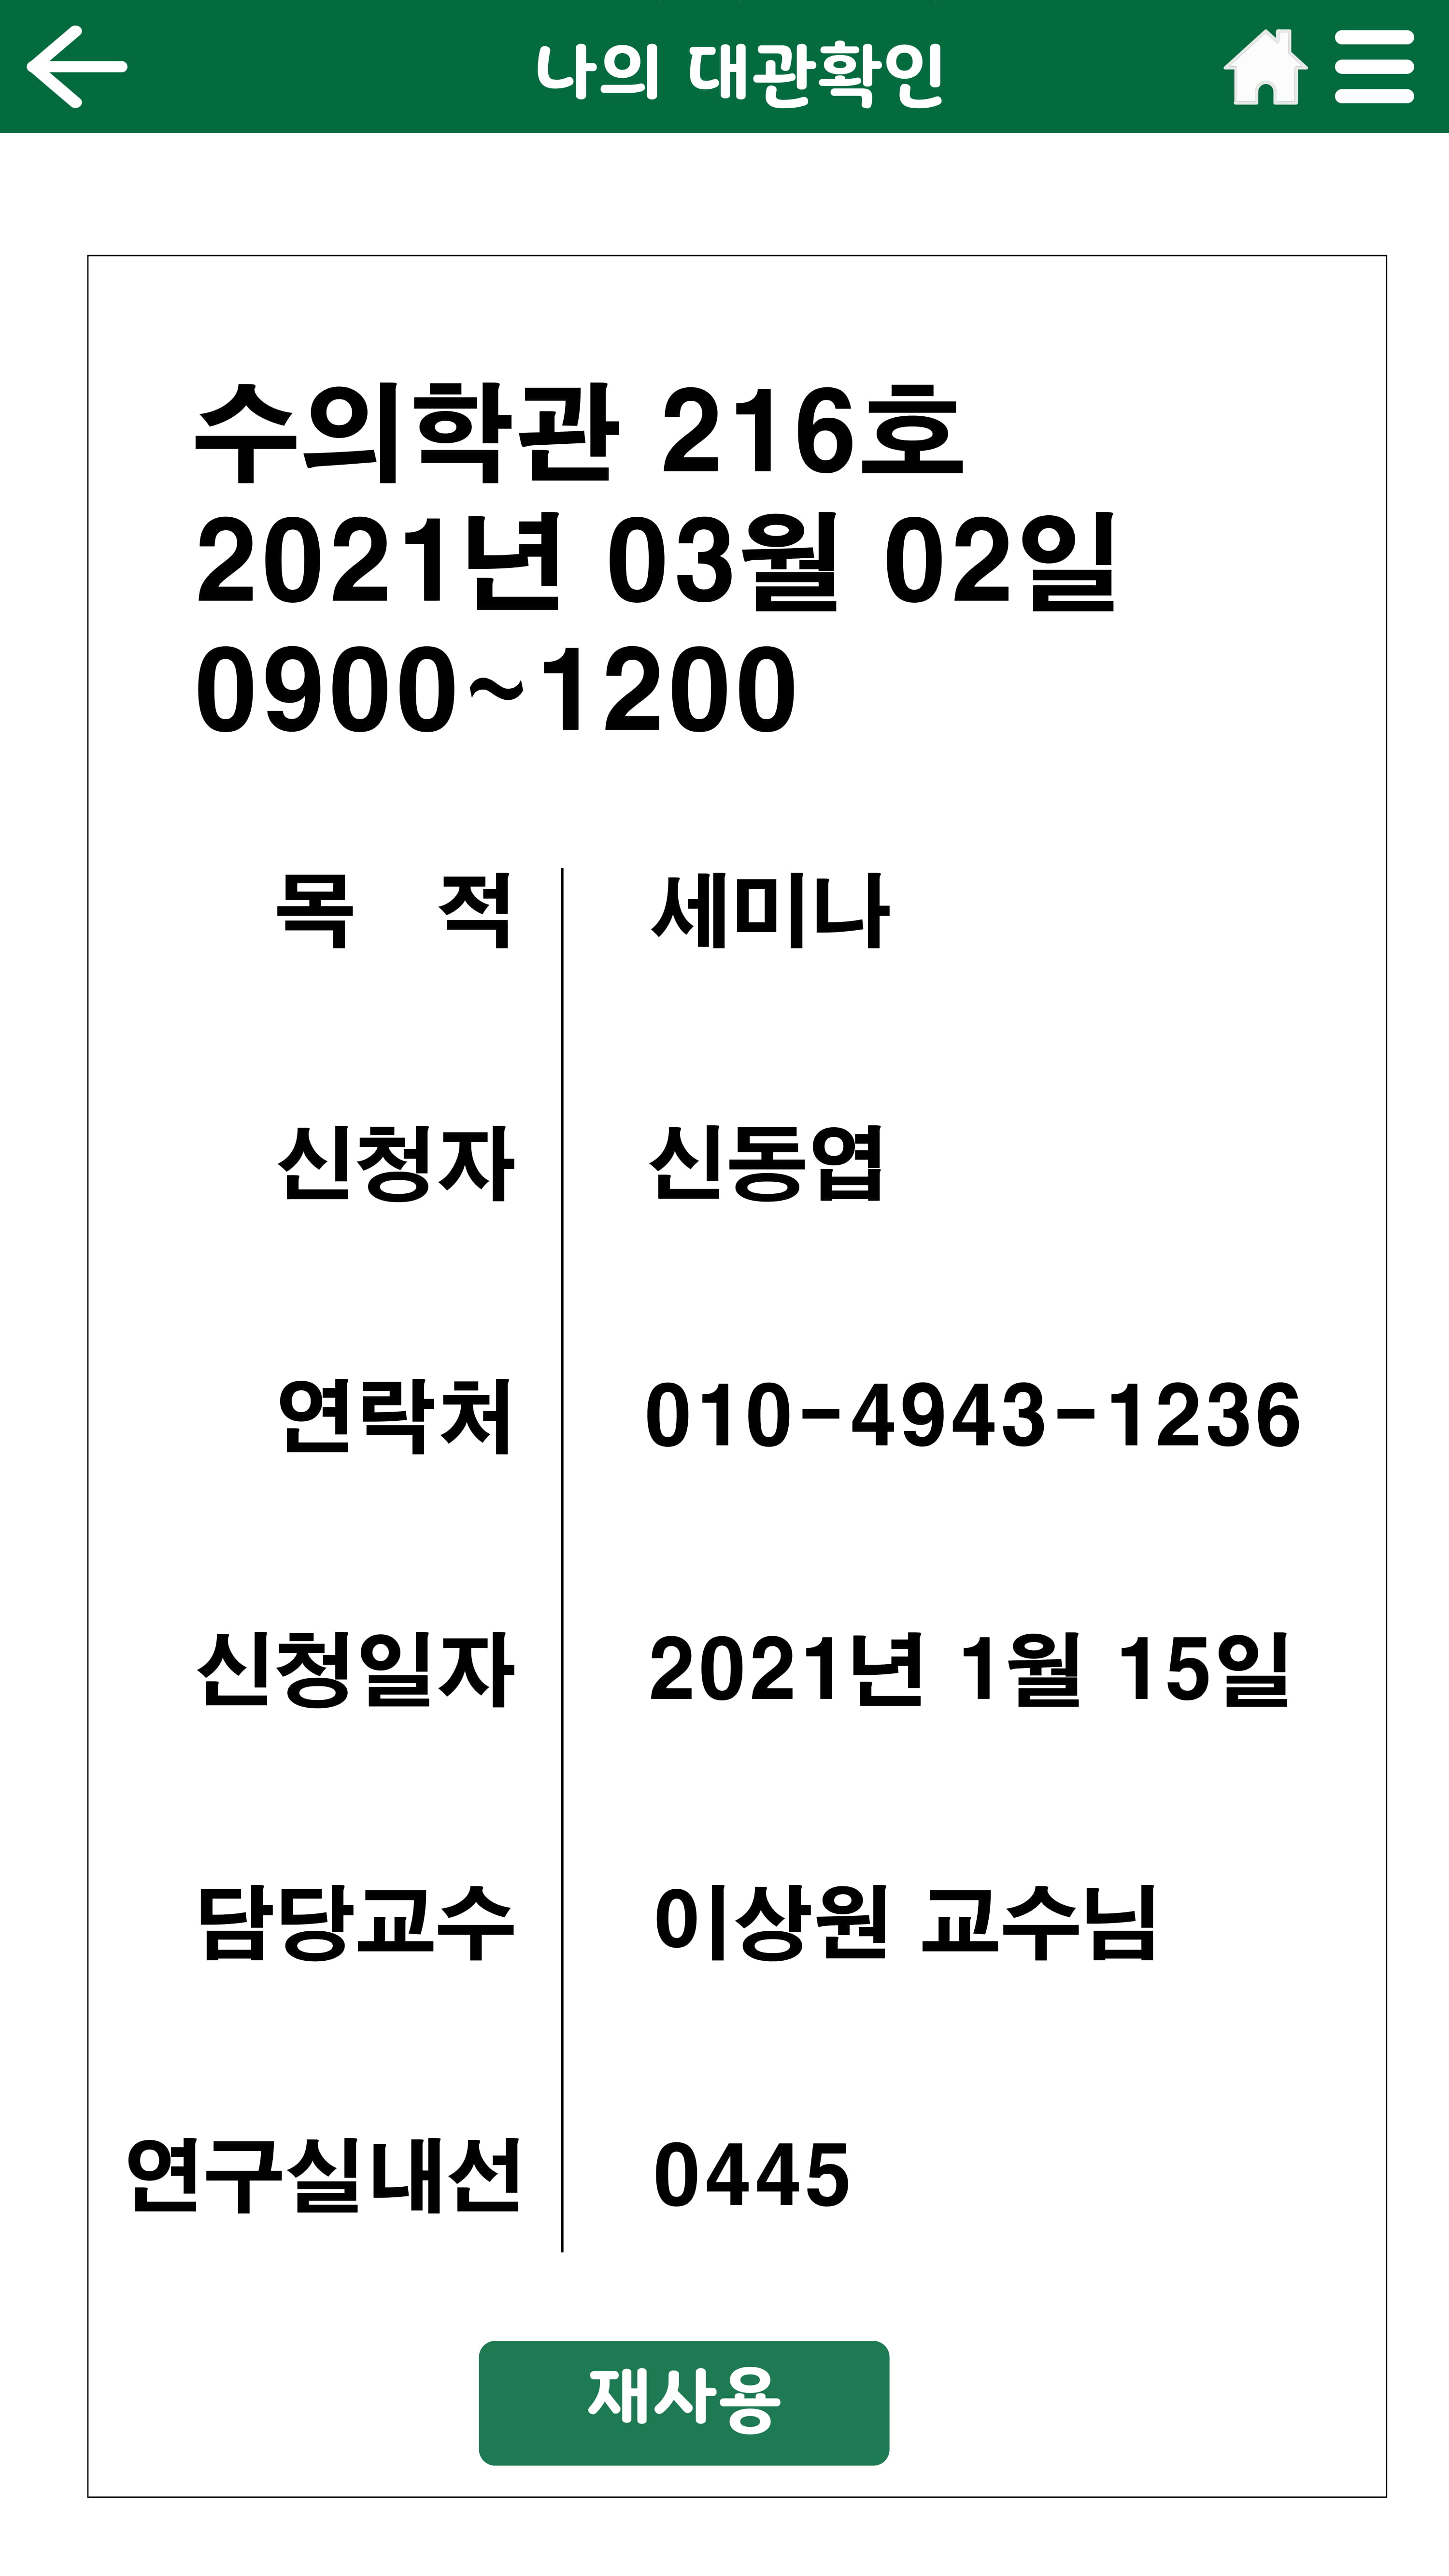 나의 대관확인
수의학관 216호
2021년 03월 02일
0900~1200
목 적 세미나
신청자 신동엽
연락처 010-4943-1236
신청일자 2021년 1월 15일
담당교수 이상원 교수님
연구실내선 0445
재사용